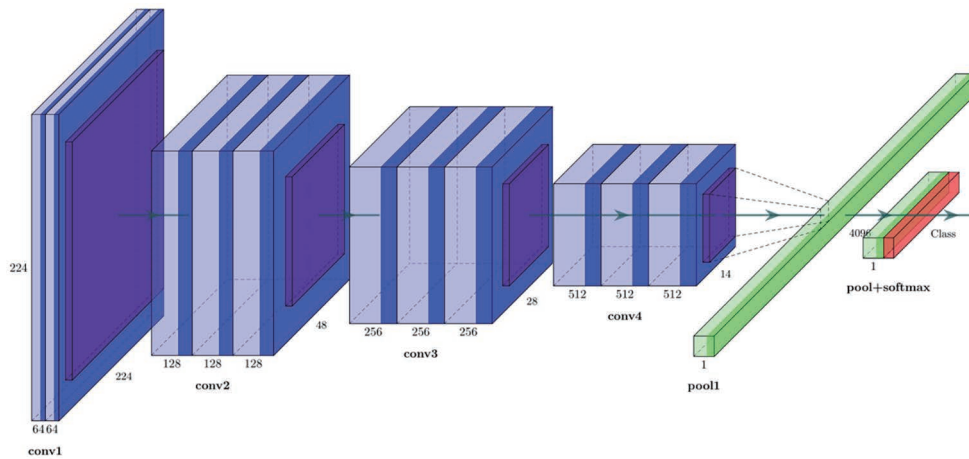 224
64 64
conv1
224
128 128 128
conv2
48
256 256 256
conv3
28
512 512 512
conv4
14
1
pool1
4096
1
pool+softmax
Class